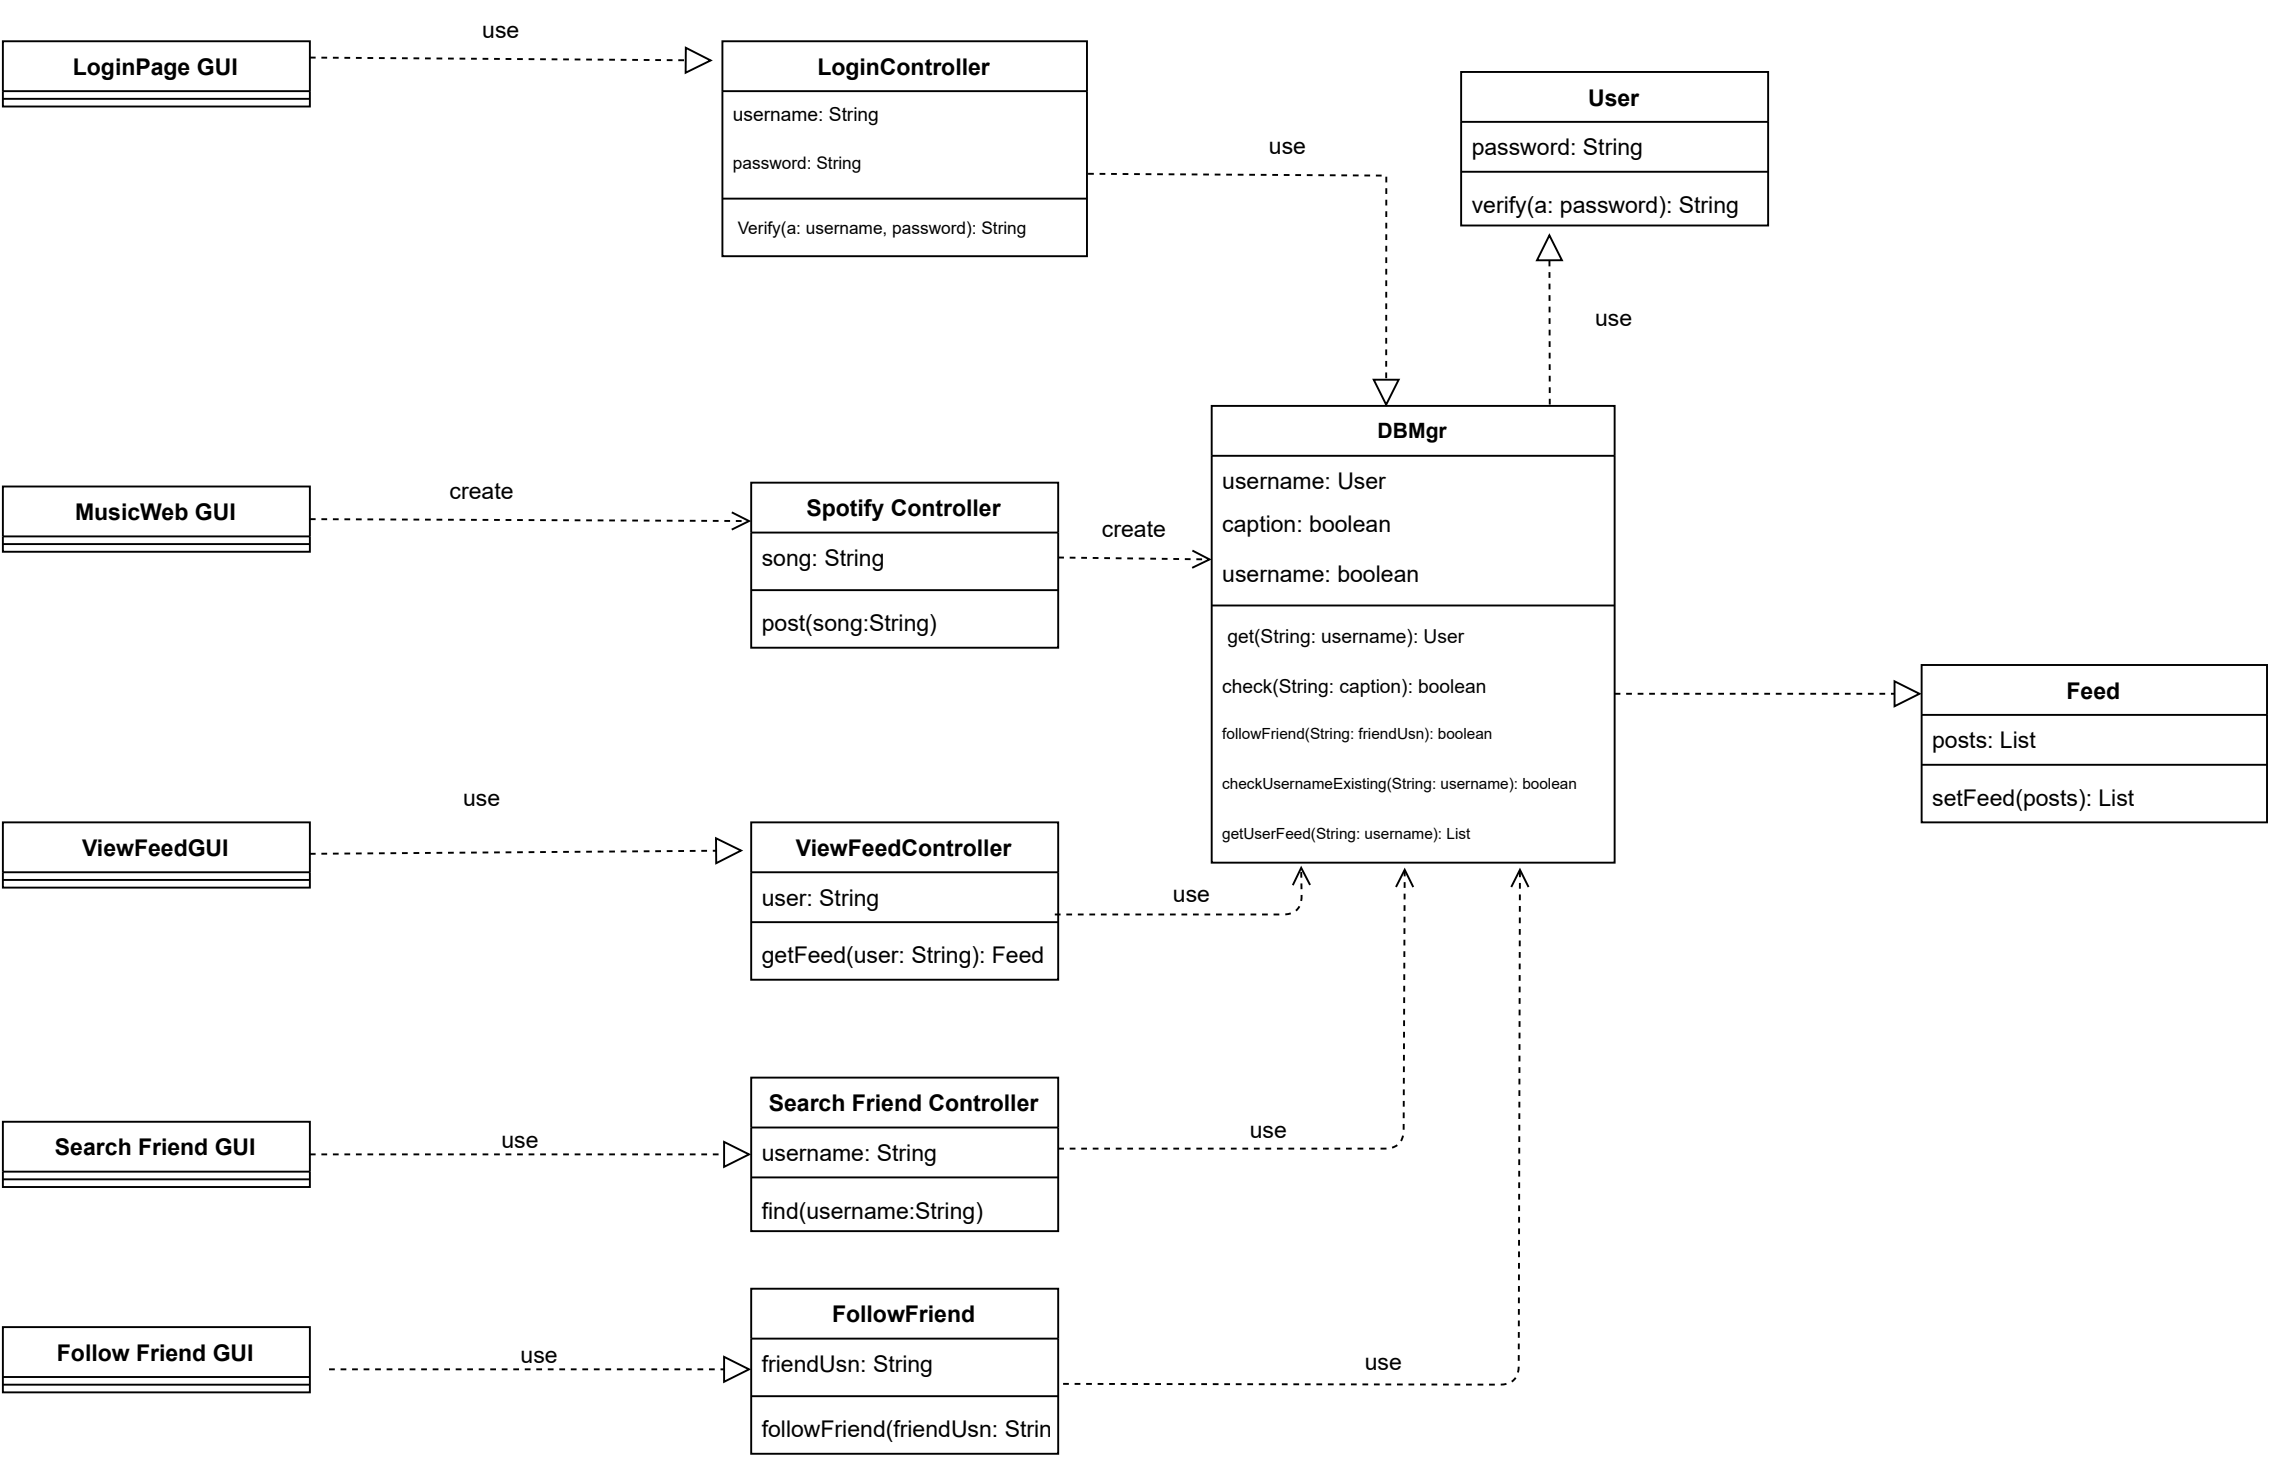 use
LoginPage GUI
LoginController
username: String
password: String
Verify(a: username, password): String
use
User
password: String
verify(a: password): String
use
MusicWeb GUI
create
Spotify Controller
song: String
post(song:String)
create
DBMgr
username: User
caption: boolean
username: boolean
get(String: username): User
check(String: caption): boolean
followFriend(String: friendUsn): boolean
checkUsernameExisting(String: username): boolean
getUserFeed(String: username): List
Feed
posts: List
setFeed(posts): List
use
ViewFeedGUI
ViewFeedController
user: String
getFeed(user: String): Feed
use
Search Friend GUI
use
Search Friend Controller
username: String
find(username:String)
use
Follow Friend GUI
use
FollowFriend
friendUsn: String
followFriend(friendUsn: Strin
use